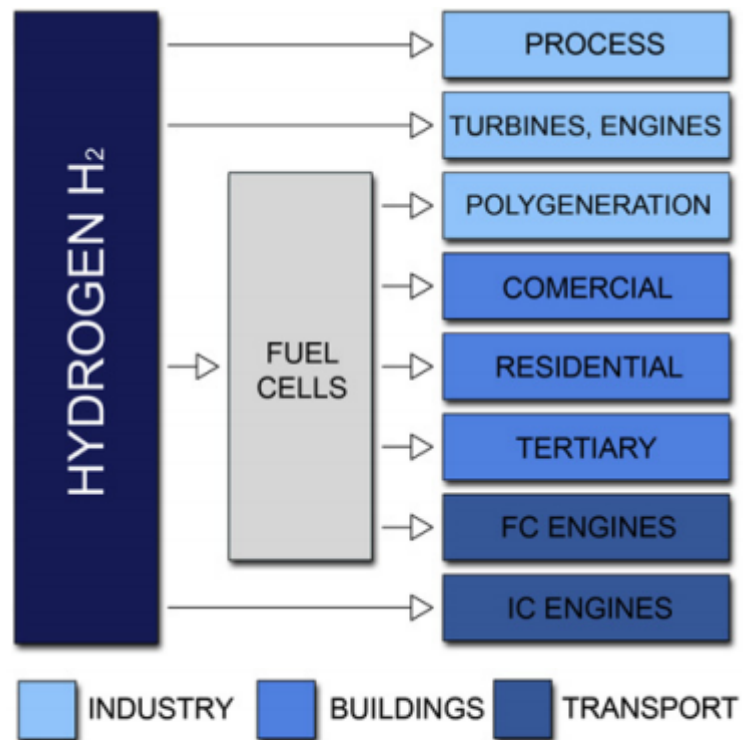 HYDROGEN H₂
PROCESS
TURBINES, ENGINES
POLYGENERATION
COMERCIAL
FUEL
CELLS
RESIDENTIAL
TERTIARY
FC ENGINES
IC ENGINES
INDUSTRY
BUILDINGS
TRANSPORT